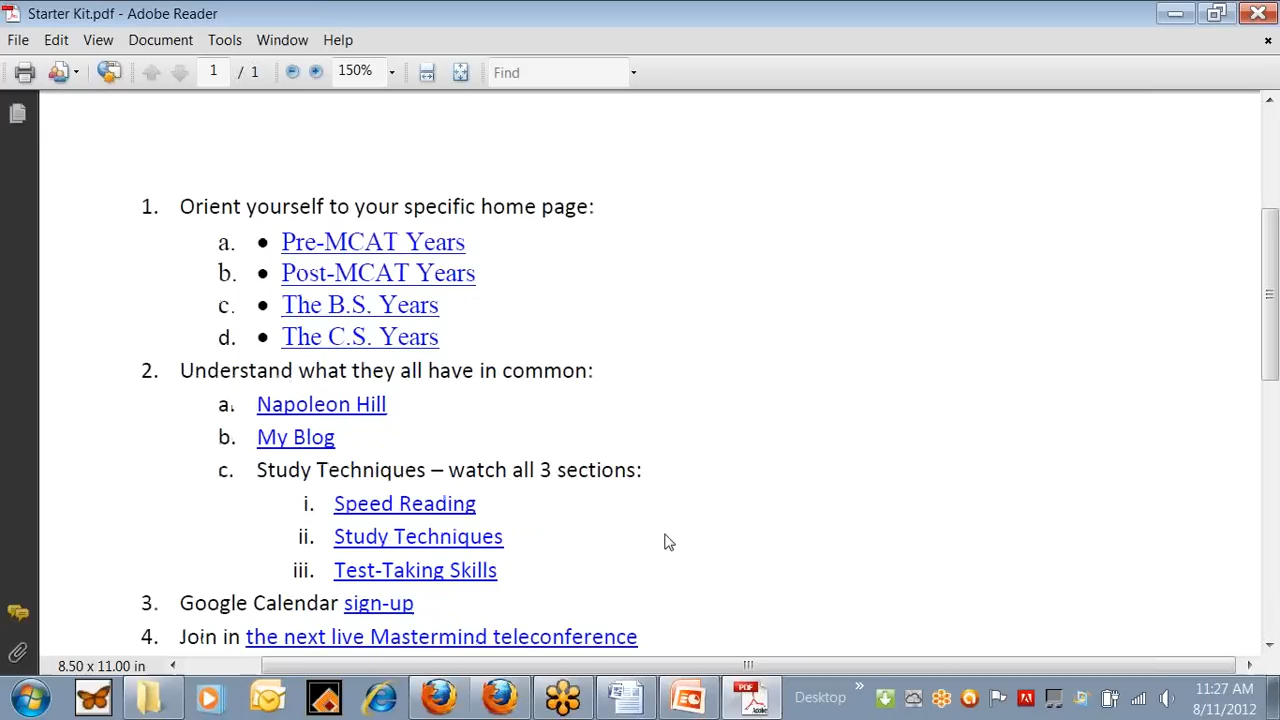 Starter Kit.pdf - Adobe Reader
File Edit View Document Tools Window Help
1 / 1 150% Find
1. Orient yourself to your specific home page:
a. • Pre-MCAT Years
b. • Post-MCAT Years
c. • The B.S. Years
d. • The C.S. Years
2. Understand what they all have in common:
a. Napoleon Hill
b. My Blog
c. Study Techniques – watch all 3 sections:
i. Speed Reading
ii. Study Techniques
iii. Test-Taking Skills
3. Google Calendar sign-up
4. Join in the next live Mastermind teleconference
8.50 x 11.00 in
Desktop
11:27 AM
8/11/2012